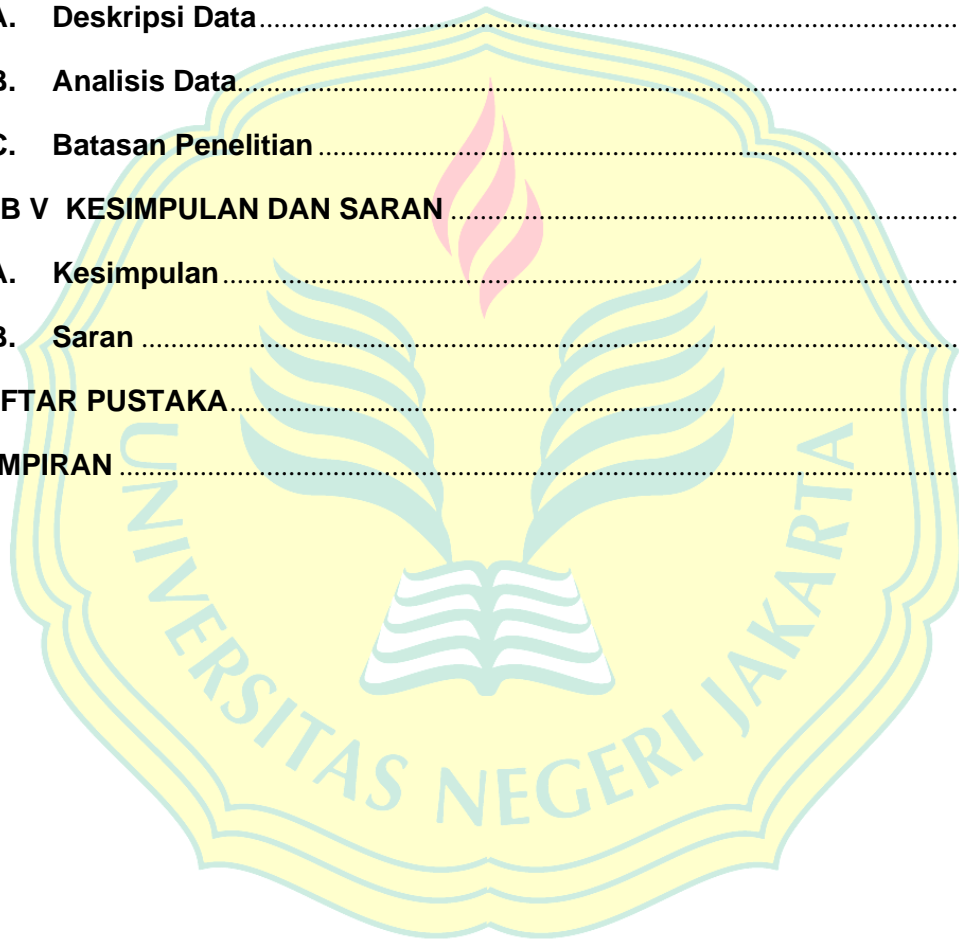 A. Deskripsi Data
B. Analisis Data
C. Batasan Penelitian
B V KESIMPULAN DAN SARAN
A. Kesimpulan
B. Saran
FTAR PUSTAKA
MPIRAN
UNIVERSITAS NEGERI JAKARTA